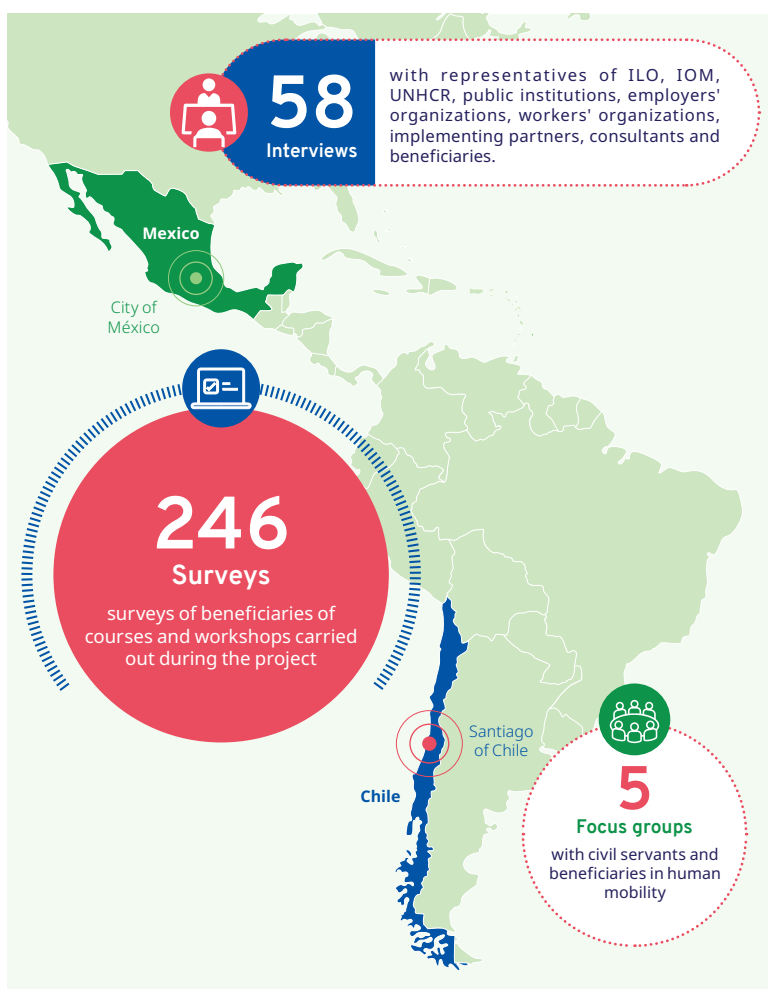 58
Interviews
with representatives of ILO, IOM,
UNHCR, public institutions, employers'
organizations, workers' organizations,
implementing partners, consultants and
beneficiaries.
Mexico
City of
México
246
Surveys
surveys of beneficiaries of
courses and workshops carried
out during the project
Santiago
of Chile
Chile
5
Focus groups
with civil servants and
beneficiaries in human
mobility